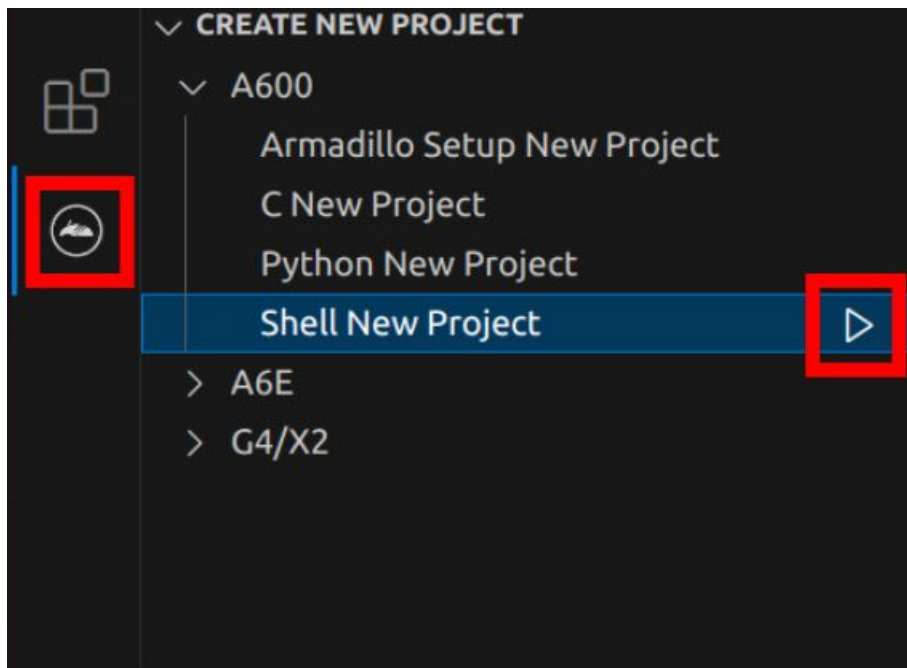 CREATE NEW PROJECT
A600
Armadillo Setup New Project
C New Project
Python New Project
Shell New Project
A6E
G4/X2